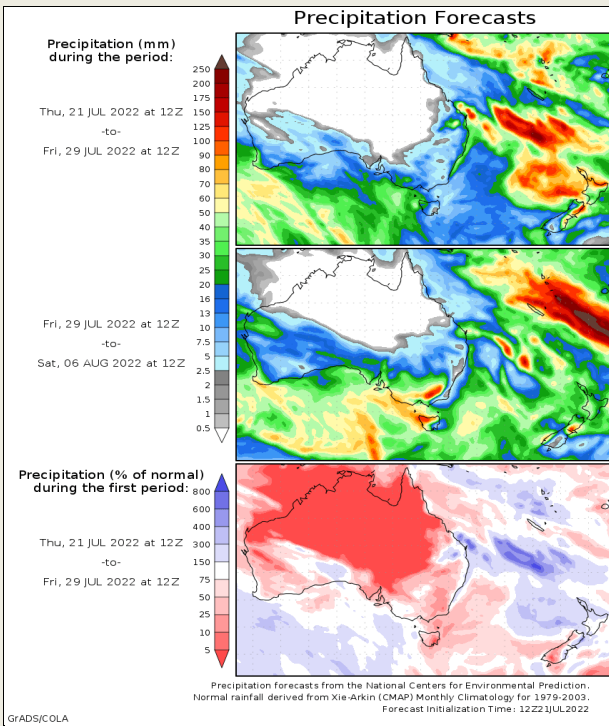 Precipitation Forecasts
Precipitation (mm)
during the period:
Thu, 21 JUL 2022 at 12Z
-to-
Fri, 29 JUL 2022 at 12Z
250
200
175
150
125
100
90
80
70
60
50
40
35
30
25
20
16
13
10
7.5
5
2.5
2
1.5
1
0.5
Fri, 29 JUL 2022 at 12Z
-to-
Sat, 06 AUG 2022 at 12Z
Precipitation (% of normal)
during the first period:
Thu, 21 JUL 2022 at 12Z
-to-
Fri, 29 JUL 2022 at 12Z
800
600
400
300
150
75
50
25
10
5
Precipitation forecasts from the National Centers for Environmental Prediction.
Normal rainfall derived from Xie-Arkin (CMAP) Monthly Climatology for 1979-2003.
Forecast Initialization Time: 12Z21JUL2022
GrADS/COLA